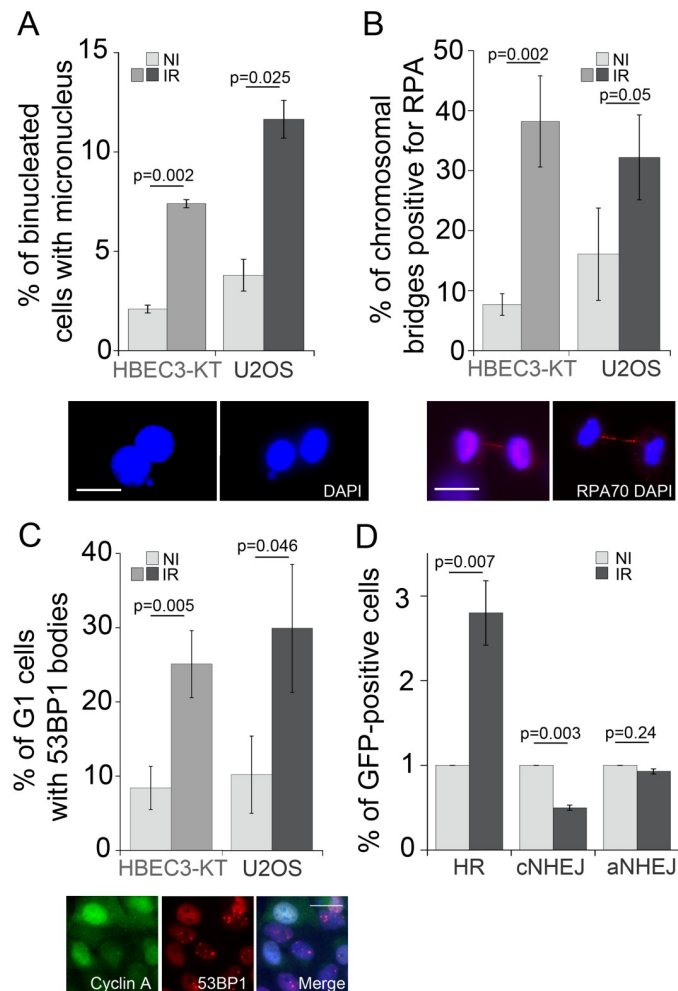 A
% of binucleated
cells with micronucleus
15
10
5
0
NI
IR
p=0.002
p=0.025
HBEC3-KT
U2OS
DAPI
B
% of chromosomal
bridges positive for RPA
50
40
30
20
10
0
NI
IR
p=0.002
p=0.05
HBEC3-KT
U2OS
RPA70 DAPI
C
% of G1 cells
with 53BP1 bodies
40
30
20
10
0
NI
IR
p=0.005
p=0.046
HBEC3-KT
U2OS
Cyclin A
53BP1
Merge
D
% of GFP-positive cells
3
2
1
0
NI
IR
p=0.007
p=0.003
p=0.24
HR
cNHEJ
aNHEJ